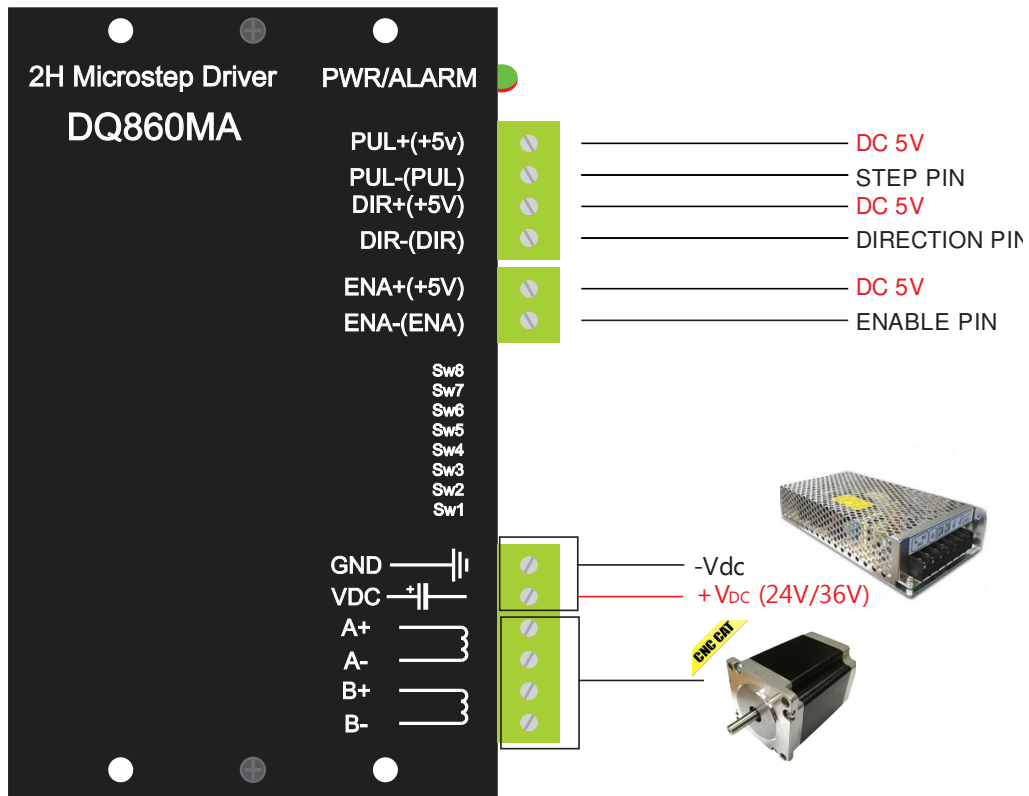 2H Microstep Driver PWR/ALARM
DQ860MA
PUL+(+5v) DC 5V
PUL-(PUL) STEP PIN
DIR+(+5V) DC 5V
DIR-(DIR) DIRECTION PIN
ENA+(+5V) DC 5V
ENA-(ENA) ENABLE PIN
Sw8
Sw7
Sw6
Sw5
Sw4
Sw3
Sw2
Sw1
GND -Vdc
VDC + +VDC (24V/36V)
A+
A-
B+
B-
CNC CAT